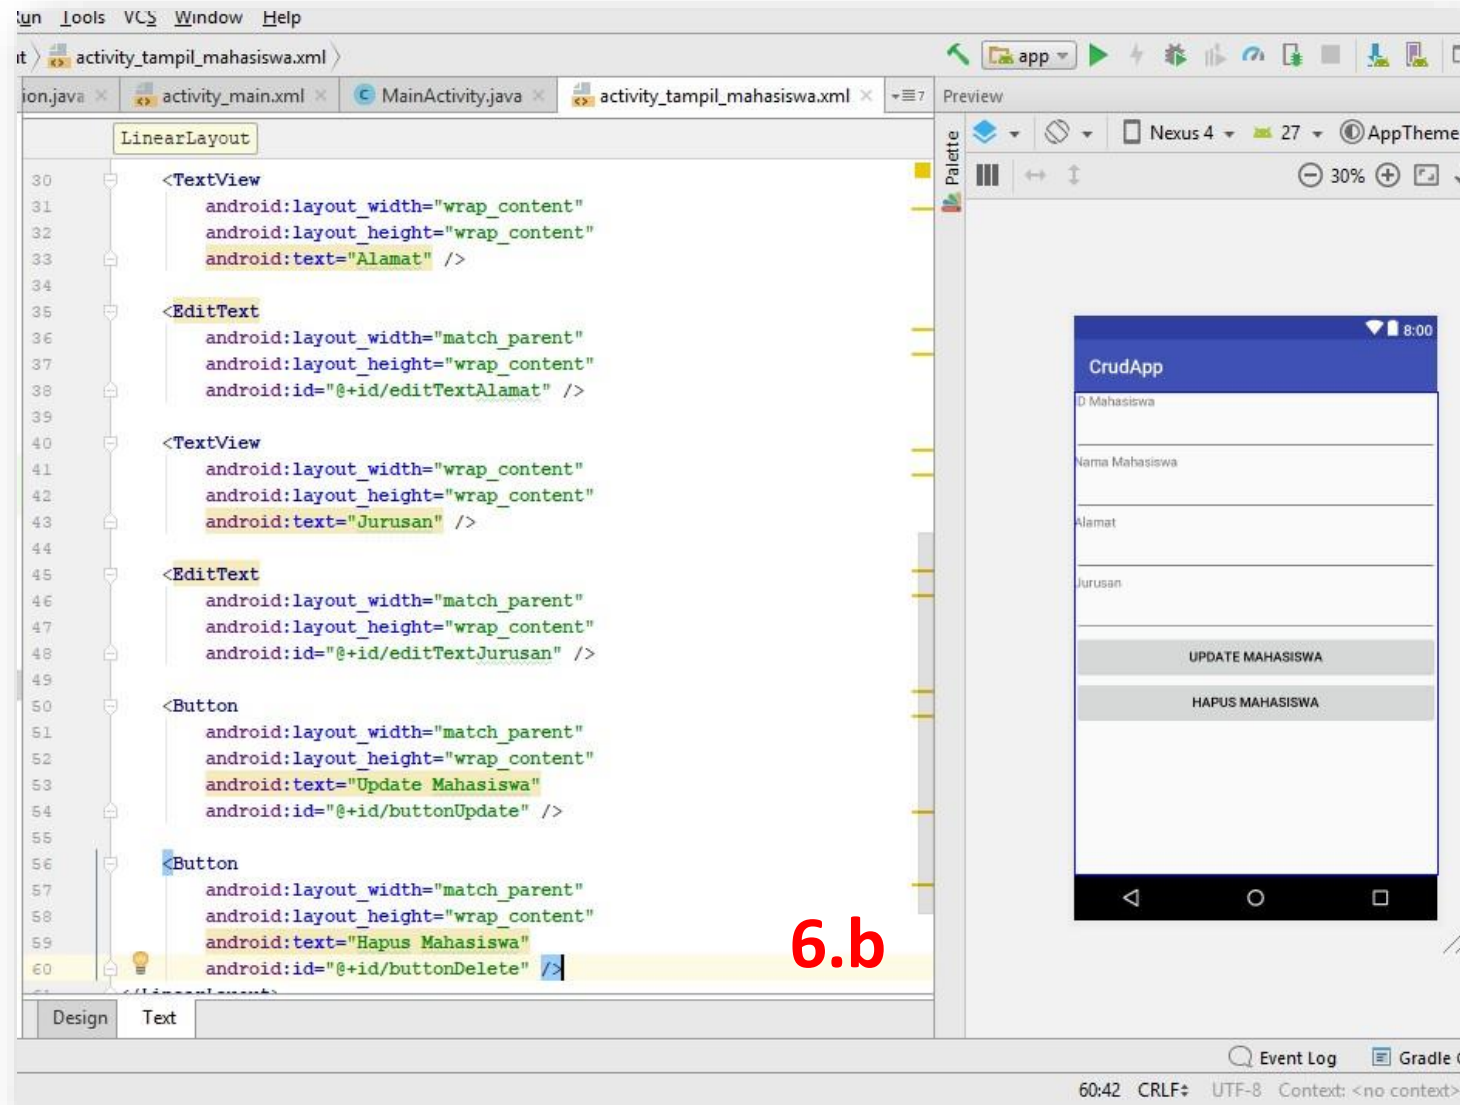 Run Tools VCS Window Help
activity_tampil_mahasiswa.xml
app
ion.java
activity_main.xml
MainActivity.java
activity_tampil_mahasiswa.xml
7
Preview
LinearLayout
Palette
Nexus 4
27
AppTheme
30%
30 <TextView
31 android:layout_width="wrap_content"
32 android:layout_height="wrap_content"
33 android:text="Alamat" />
34
35 <EditText
36 android:layout_width="match_parent"
37 android:layout_height="wrap_content"
38 android:id="@+id/editTextAlamat" />
39
40 <TextView
41 android:layout_width="wrap_content"
42 android:layout_height="wrap_content"
43 android:text="Jurusan" />
44
45 <EditText
46 android:layout_width="match_parent"
47 android:layout_height="wrap_content"
48 android:id="@+id/editTextJurusan" />
49
50 <Button
51 android:layout_width="match_parent"
52 android:layout_height="wrap_content"
53 android:text="Update Mahasiswa"
54 android:id="@+id/buttonUpdate" />
55
56 <Button
57 android:layout_width="match_parent"
58 android:layout_height="wrap_content"
59 android:text="Hapus Mahasiswa"
60 android:id="@+id/buttonDelete" />
6.b
8:00
CrudApp
ID Mahasiswa
Nama Mahasiswa
Alamat
Jurusan
UPDATE MAHASISWA
HAPUS MAHASISWA
Design
Text
Event Log
Gradle
60:42 CRLF UTF-8 Context: <no context>